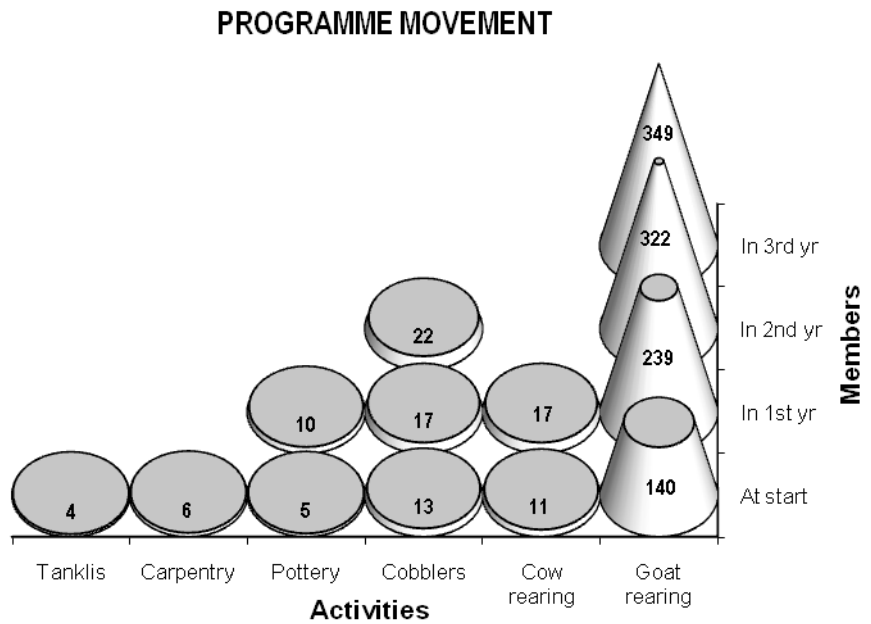 PROGRAMME MOVEMENT
349
322
In 3rd yr
22
239
In 2nd yr
10
17
17
In 1st yr
4
6
5
13
11
140
At start
Members
Tanklis
Carpentry
Pottery
Cobblers
Cow
rearing
Goat
rearing
Activities